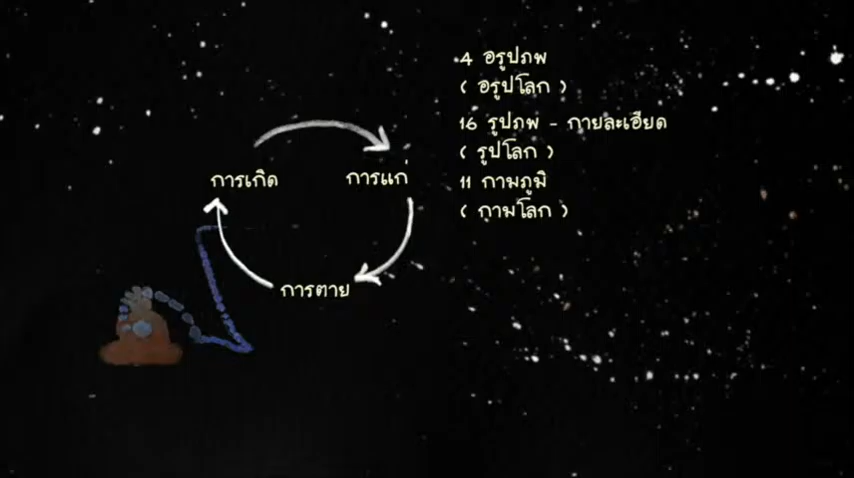 การเกิด
การแก่
การตาย
4 อรูปภพ
( อรูปโลก )
16 รูปภพ - กายละเอียด
( รูปโลก )
11 กามภูมิ
( กามโลก )